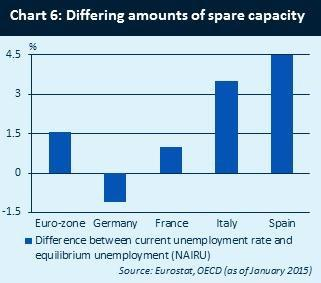 Chart 6: Differing amounts of spare capacity
%
4.5
3
1.5
0
-1.5
Euro-zone Germany France Italy Spain
Difference between current unemployment rate and
equilibrium unemployment (NAIRU)
Source: Eurostat, OECD (as of January 2015)